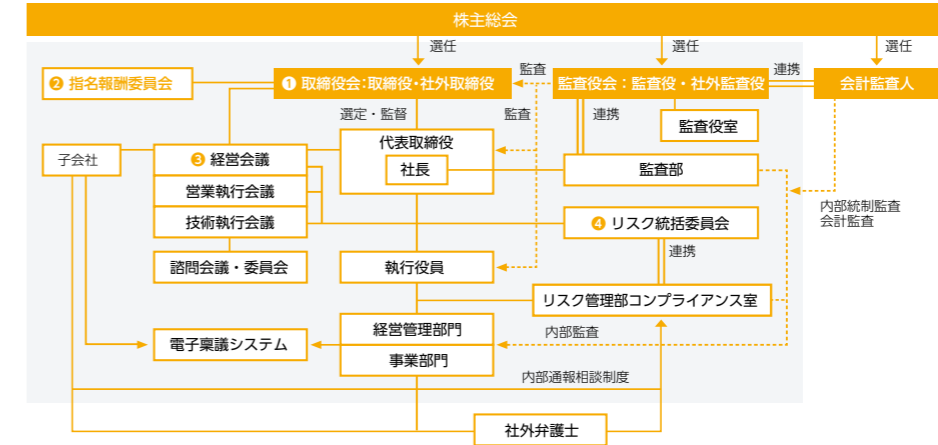 株主総会
選任
選任
選任
❷ 指名報酬委員会
❶ 取締役会:取締役・社外取締役
監査
監査役会：監査役・社外監査役
連携
会計監査人
選定・監督
監査
連携
監査役室
子会社
❸ 経営会議
代表取締役
社長
監査部
営業執行会議
技術執行会議
❹ リスク統括委員会
内部統制監査
会計監査
連携
諮問会議・委員会
執行役員
リスク管理部コンプライアンス室
電子稟議システム
経営管理部門
事業部門
内部監査
内部通報相談制度
社外弁護士